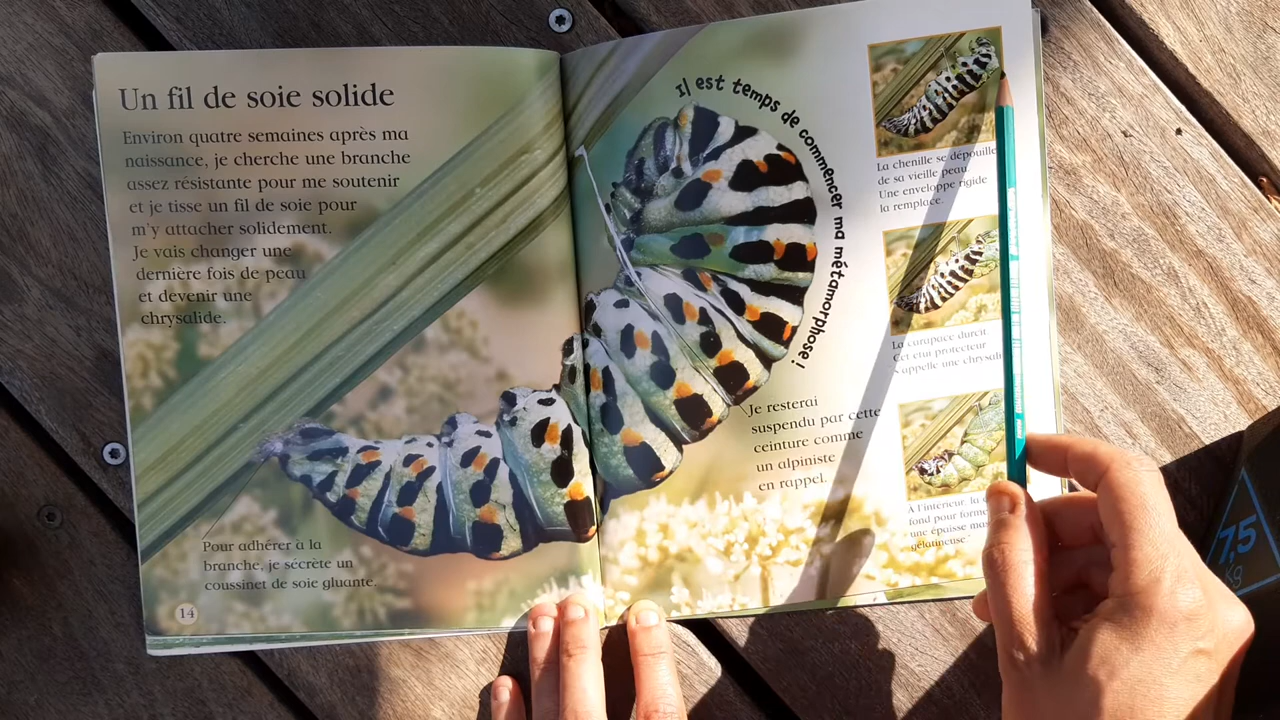 Un fil de soie solide
Environ quatre semaines après ma
naissance, je cherche une branche
assez résistante pour me soutenir
et je tisse un fil de soie pour
m'y attacher solidement.
Je vais changer une
dernière fois de peau
et devenir une
chrysalide.
Pour adhérer à la
branche, je sécrète un
coussinet de soie gluante.
14
Il est temps de commencer ma métamorphose !
Je resterai
suspendu par cette
ceinture comme
un alpiniste
en rappel.
La chenille se dépouille
de sa vieille peau.
Une enveloppe rigide
la remplace.
La carapace durcit
Cet étui protecteur
s'appelle une
À l'intérieur, la
fond pour
une épaisse
gélatineuse.
7,5
kg